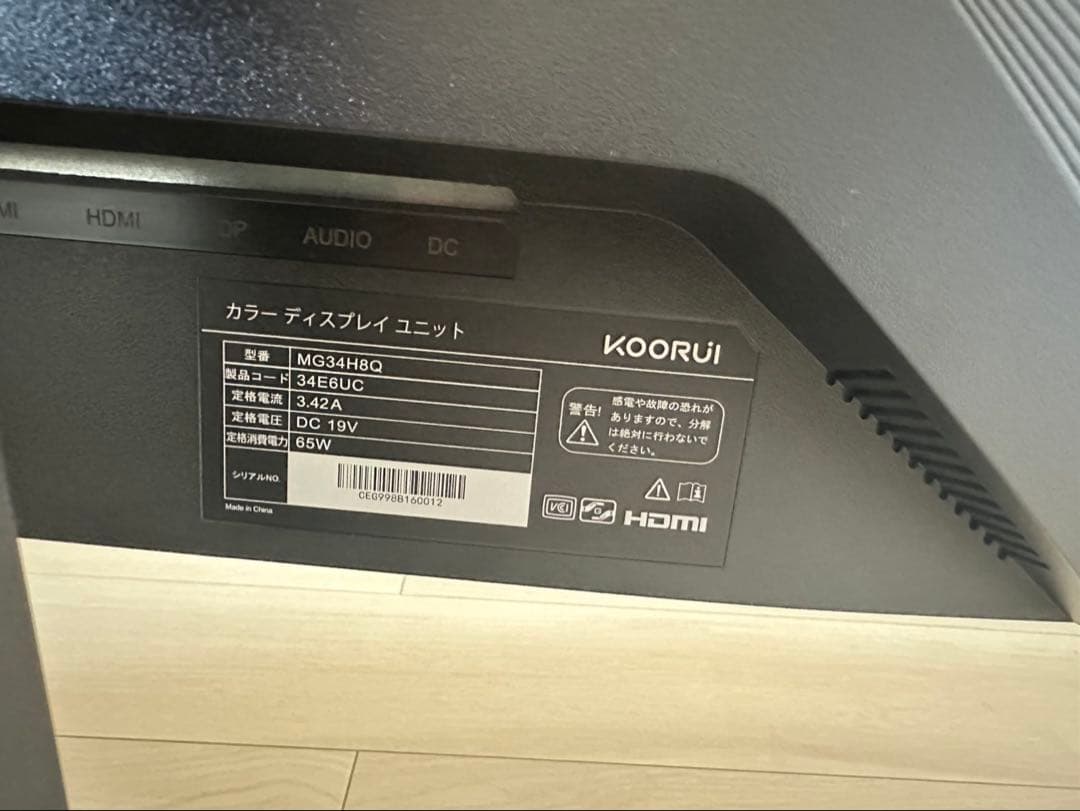 MI HDMI DP AUDIO DC
カラー ディスプレイ ユニット
KOORUI
型番 MG34H8Q
製品コード 34E6UC
定格電流 3.42A
定格電圧 DC 19V
定格消費電力 65W
シリアルNO.
CEG998B160012
Made in China
警告!
感電や故障の恐れが
ありますので、分解
は絶対に行わないで
ください。
VCCI
HDMI